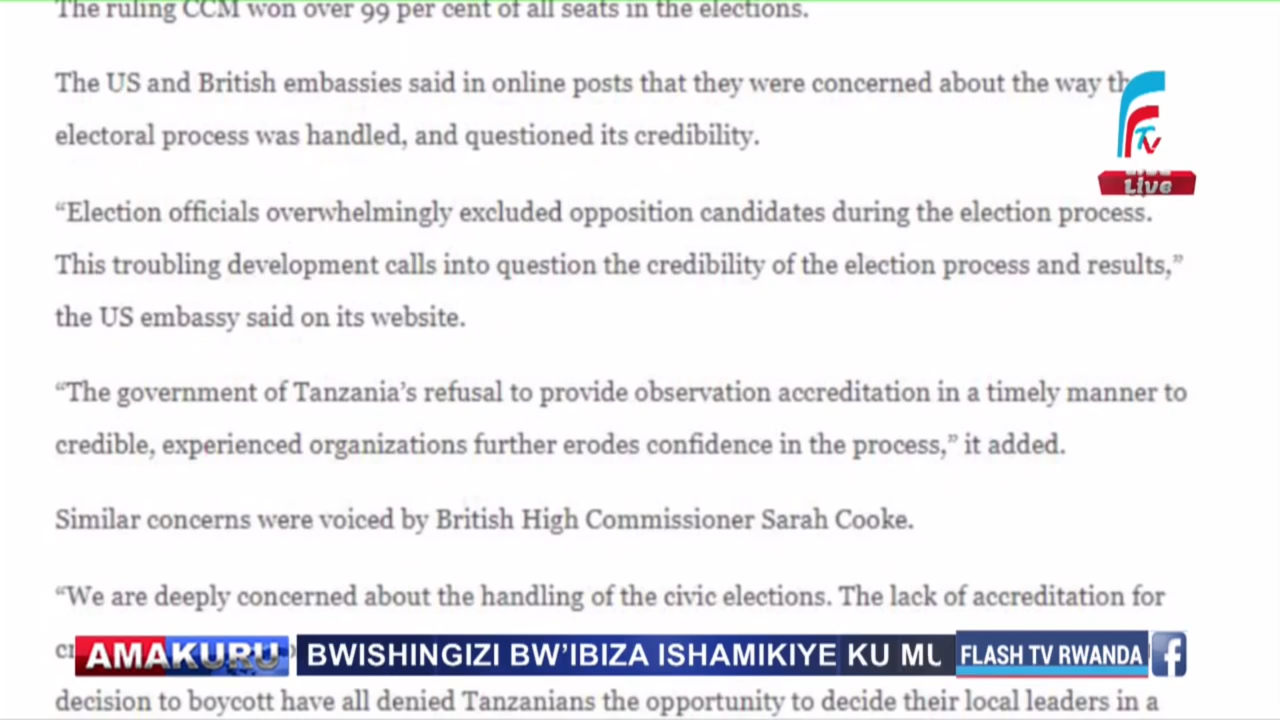 The ruling CCM won over 99 per cent of all seats in the elections.
The US and British embassies said in online posts that they were concerned about the way
electoral process was handled, and questioned its credibility.
TV
Live
“Election officials overwhelmingly excluded opposition candidates during the election process.
This troubling development calls into question the credibility of the election process and results,”
the US embassy said on its website.
“The government of Tanzania’s refusal to provide observation accreditation in a timely manner to
credible, experienced organizations further erodes confidence in the process,” it added.
Similar concerns were voiced by British High Commissioner Sarah Cooke.
“We are deeply concerned about the handling of the civic elections. The lack of accreditation for
AMAKURU BWISHINGIZI BW’IBIZA ISHAMIKIYE KU FLASH TV RWANDA f
decision to boycott have all denied Tanzanians the opportunity to decide their local leaders in a